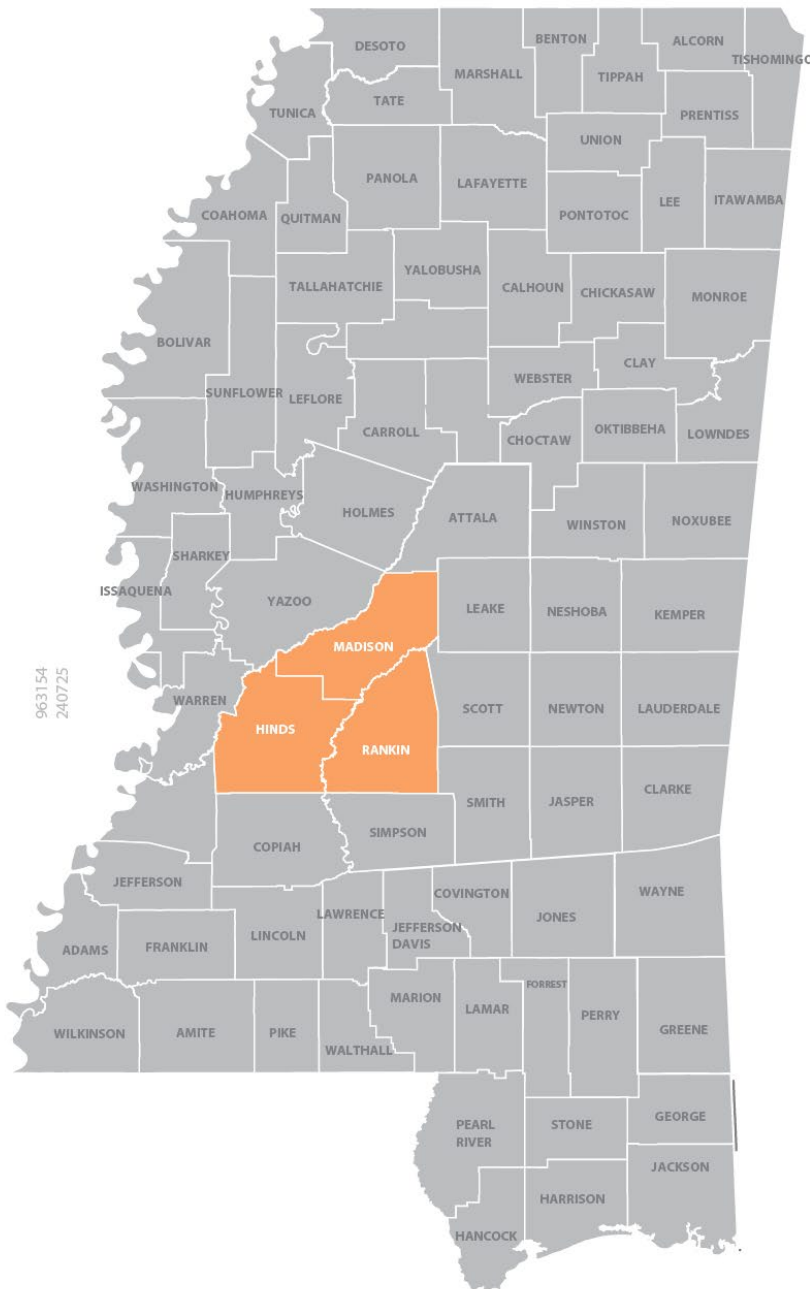 DESOTO
BENTON
ALCORN
TISHOMINGO
MARSHALL
TIPPAH
TATE
TUNICA
PRENTISS
UNION
PANOLA
LAFAYETTE
LEE
ITAWAMBA
COAHOMA
QUITMAN
PONTOTOC
YALOBUSHA
TALLAHATCHIE
CALHOUN
CHICKASAW
MONROE
BOLIVAR
CLAY
WEBSTER
SUNFLOWER
LEFLORE
CARROLL
CHOCTAW
OKTIBBEHA
LOWNDES
WASHINGTON
HUMPHREYS
HOLMES
ATTALA
WINSTON
NOXUBEE
SHARKEY
ISSAQUENA
YAZOO
LEAKE
NESHOBA
KEMPER
MADISON
WARREN
SCOTT
NEWTON
LAUDERDALE
HINDS
RANKIN
963154
240725
SMITH
JASPER
CLARKE
COPIAH
SIMPSON
JEFFERSON
COVINGTON
WAYNE
LAWRENCE
JONES
JEFFERSON
DAVIS
LINCOLN
ADAMS
FRANKLIN
FORREST
MARION
LAMAR
PERRY
GREENE
WILKINSON
AMITE
PIKE
WALTHALL
PEARL
RIVER
STONE
GEORGE
JACKSON
HARRISON
HANCOCK